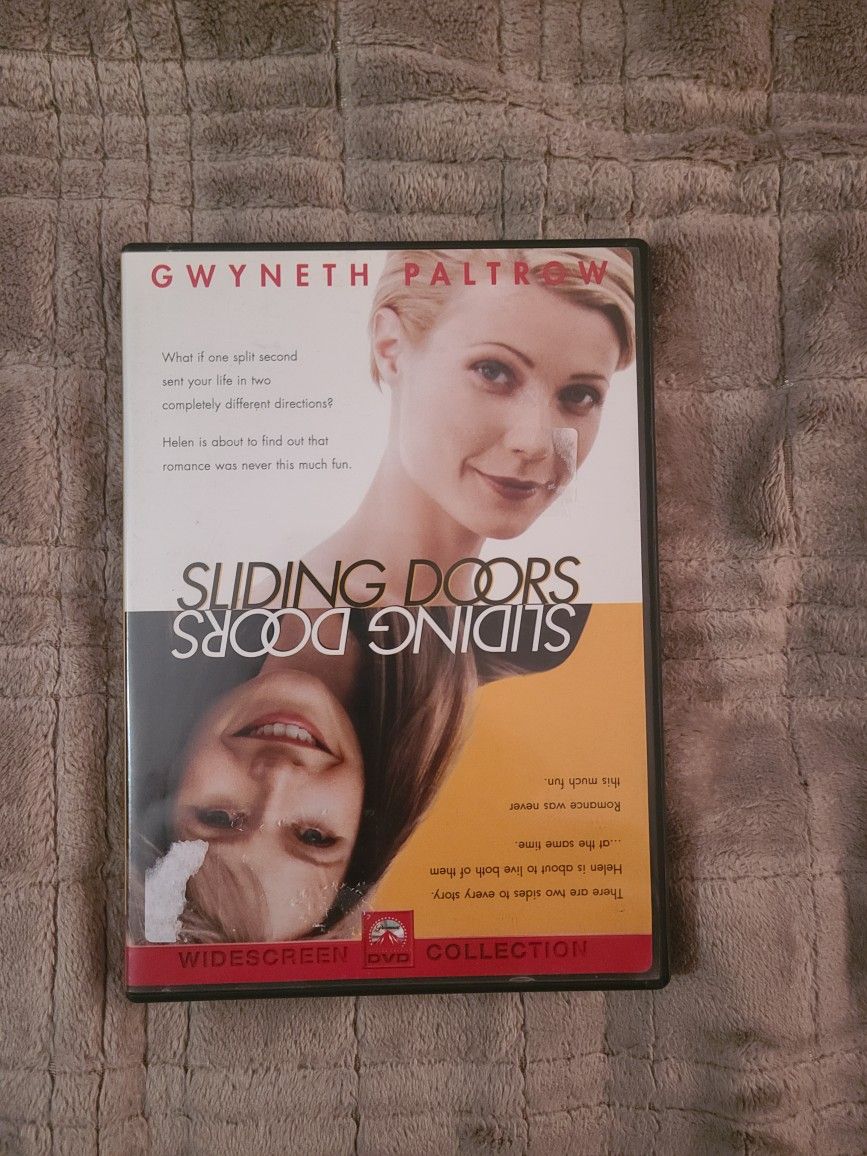 GWYNETH PALTROW
What if one split second
sent your life in two
completely different directions?
Helen is about to find out that
romance was never this much fun.
SLIDING DOORS
SLIDING DOORS
There are two sides to every story.
Helen is about to live both of them
...at the same time.
Romance was never
this much fun.
WIDESCREEN DVD COLLECTION